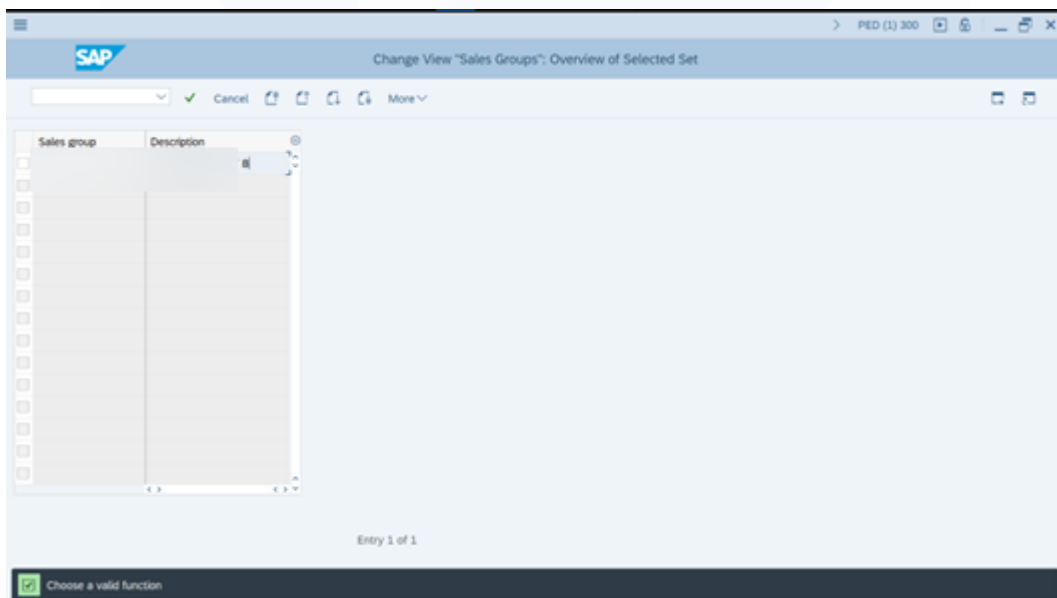 PED (1) 300
SAP
Change View "Sales Groups": Overview of Selected Set
Cancel More
Sales group Description
B
Entry 1 of 1
Choose a valid function